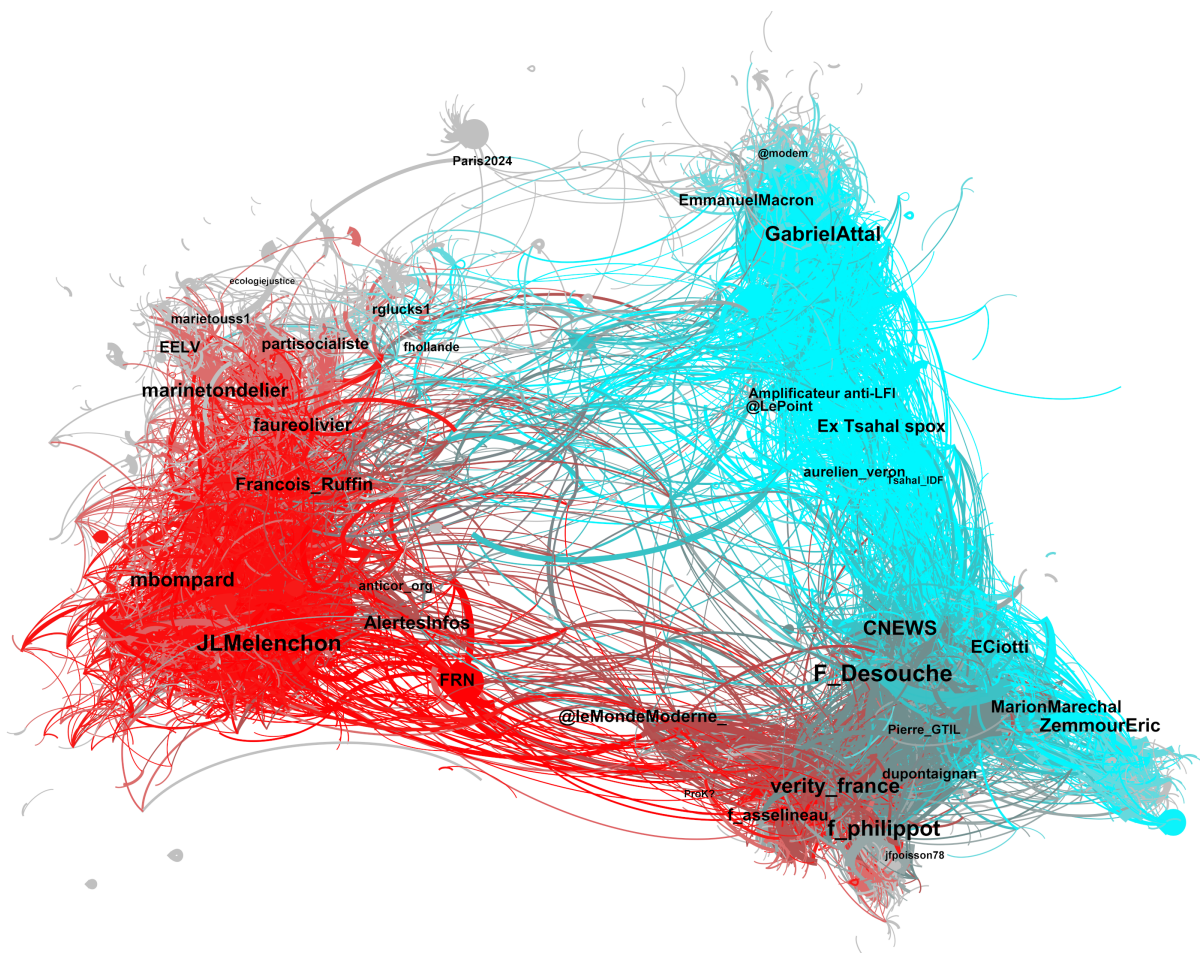 @modem
Paris2024
EmmanuelMacron
GabrielAttal
ecologiejustice
rglucks1
marietouss1
EELV
partisocialiste
fhollande
marinetondelier
Amplificateur anti-LFI
@LePoint
faureolivier
Ex Tsahal spox
aurelien_veron
Tsahal_IDF
Francois_Ruffin
mbompard
anticor_org
AlertesInfos
CNEWS
JLMelenchon
ECiotti
F_Desouche
FRN
MarionMarechal
@leMondeModerne_
ZemmourEric
Pierre_GTIL
dupontaignan
verity_france
ProK?
f_asselineau
f_philippot
jfpoisson78